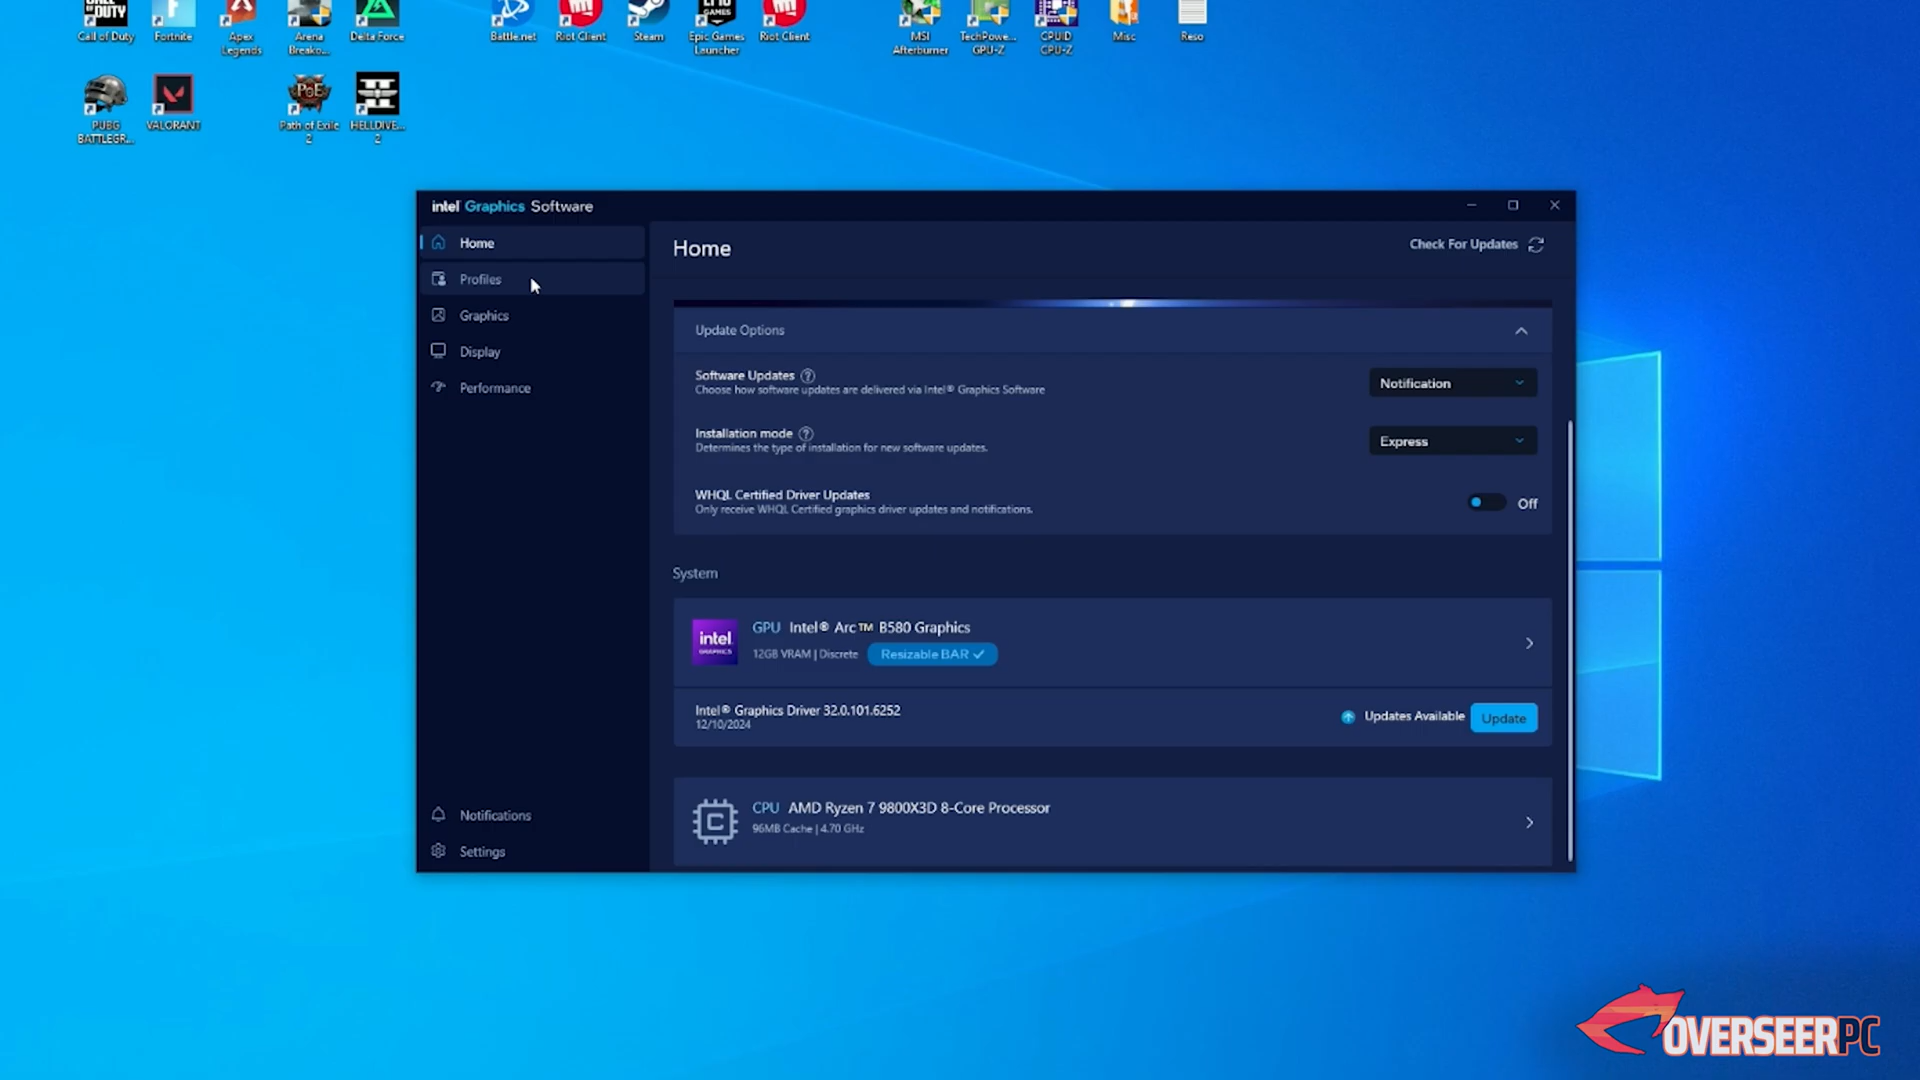 Call of Duty
Fortnite
Apex
Legends
Arena
Breako...
Delta Force
Battle.net
Riot Client
Steam
Epic Games
Launcher
Riot Client
MSI
Afterburner
TechPowe...
GPU-Z
CPUID
CPU-Z
Misc
Reso
PUBG
BATTLEGR...
VALORANT
Path of Exile
2
HELLDIVE...
2
intel Graphics Software
Home
Profiles
Graphics
Display
Performance
Notifications
Settings
Home
Check For Updates
Update Options
Software Updates ?
Choose how software updates are delivered via Intel® Graphics Software
Notification
Installation mode ?
Determines the type of installation for new software updates.
Express
WHQL Certified Driver Updates
Only receive WHQL Certified graphics driver updates and notifications.
Off
System
intel
GRAPHICS
GPU Intel® Arc™ B580 Graphics
12GB VRAM | Discrete Resizable BAR ✓
Intel® Graphics Driver 32.0.101.6252
12/10/2024
Updates Available Update
C
CPU AMD Ryzen 7 9800X3D 8-Core Processor
96MB Cache | 4.70 GHz
OVERSEERPC